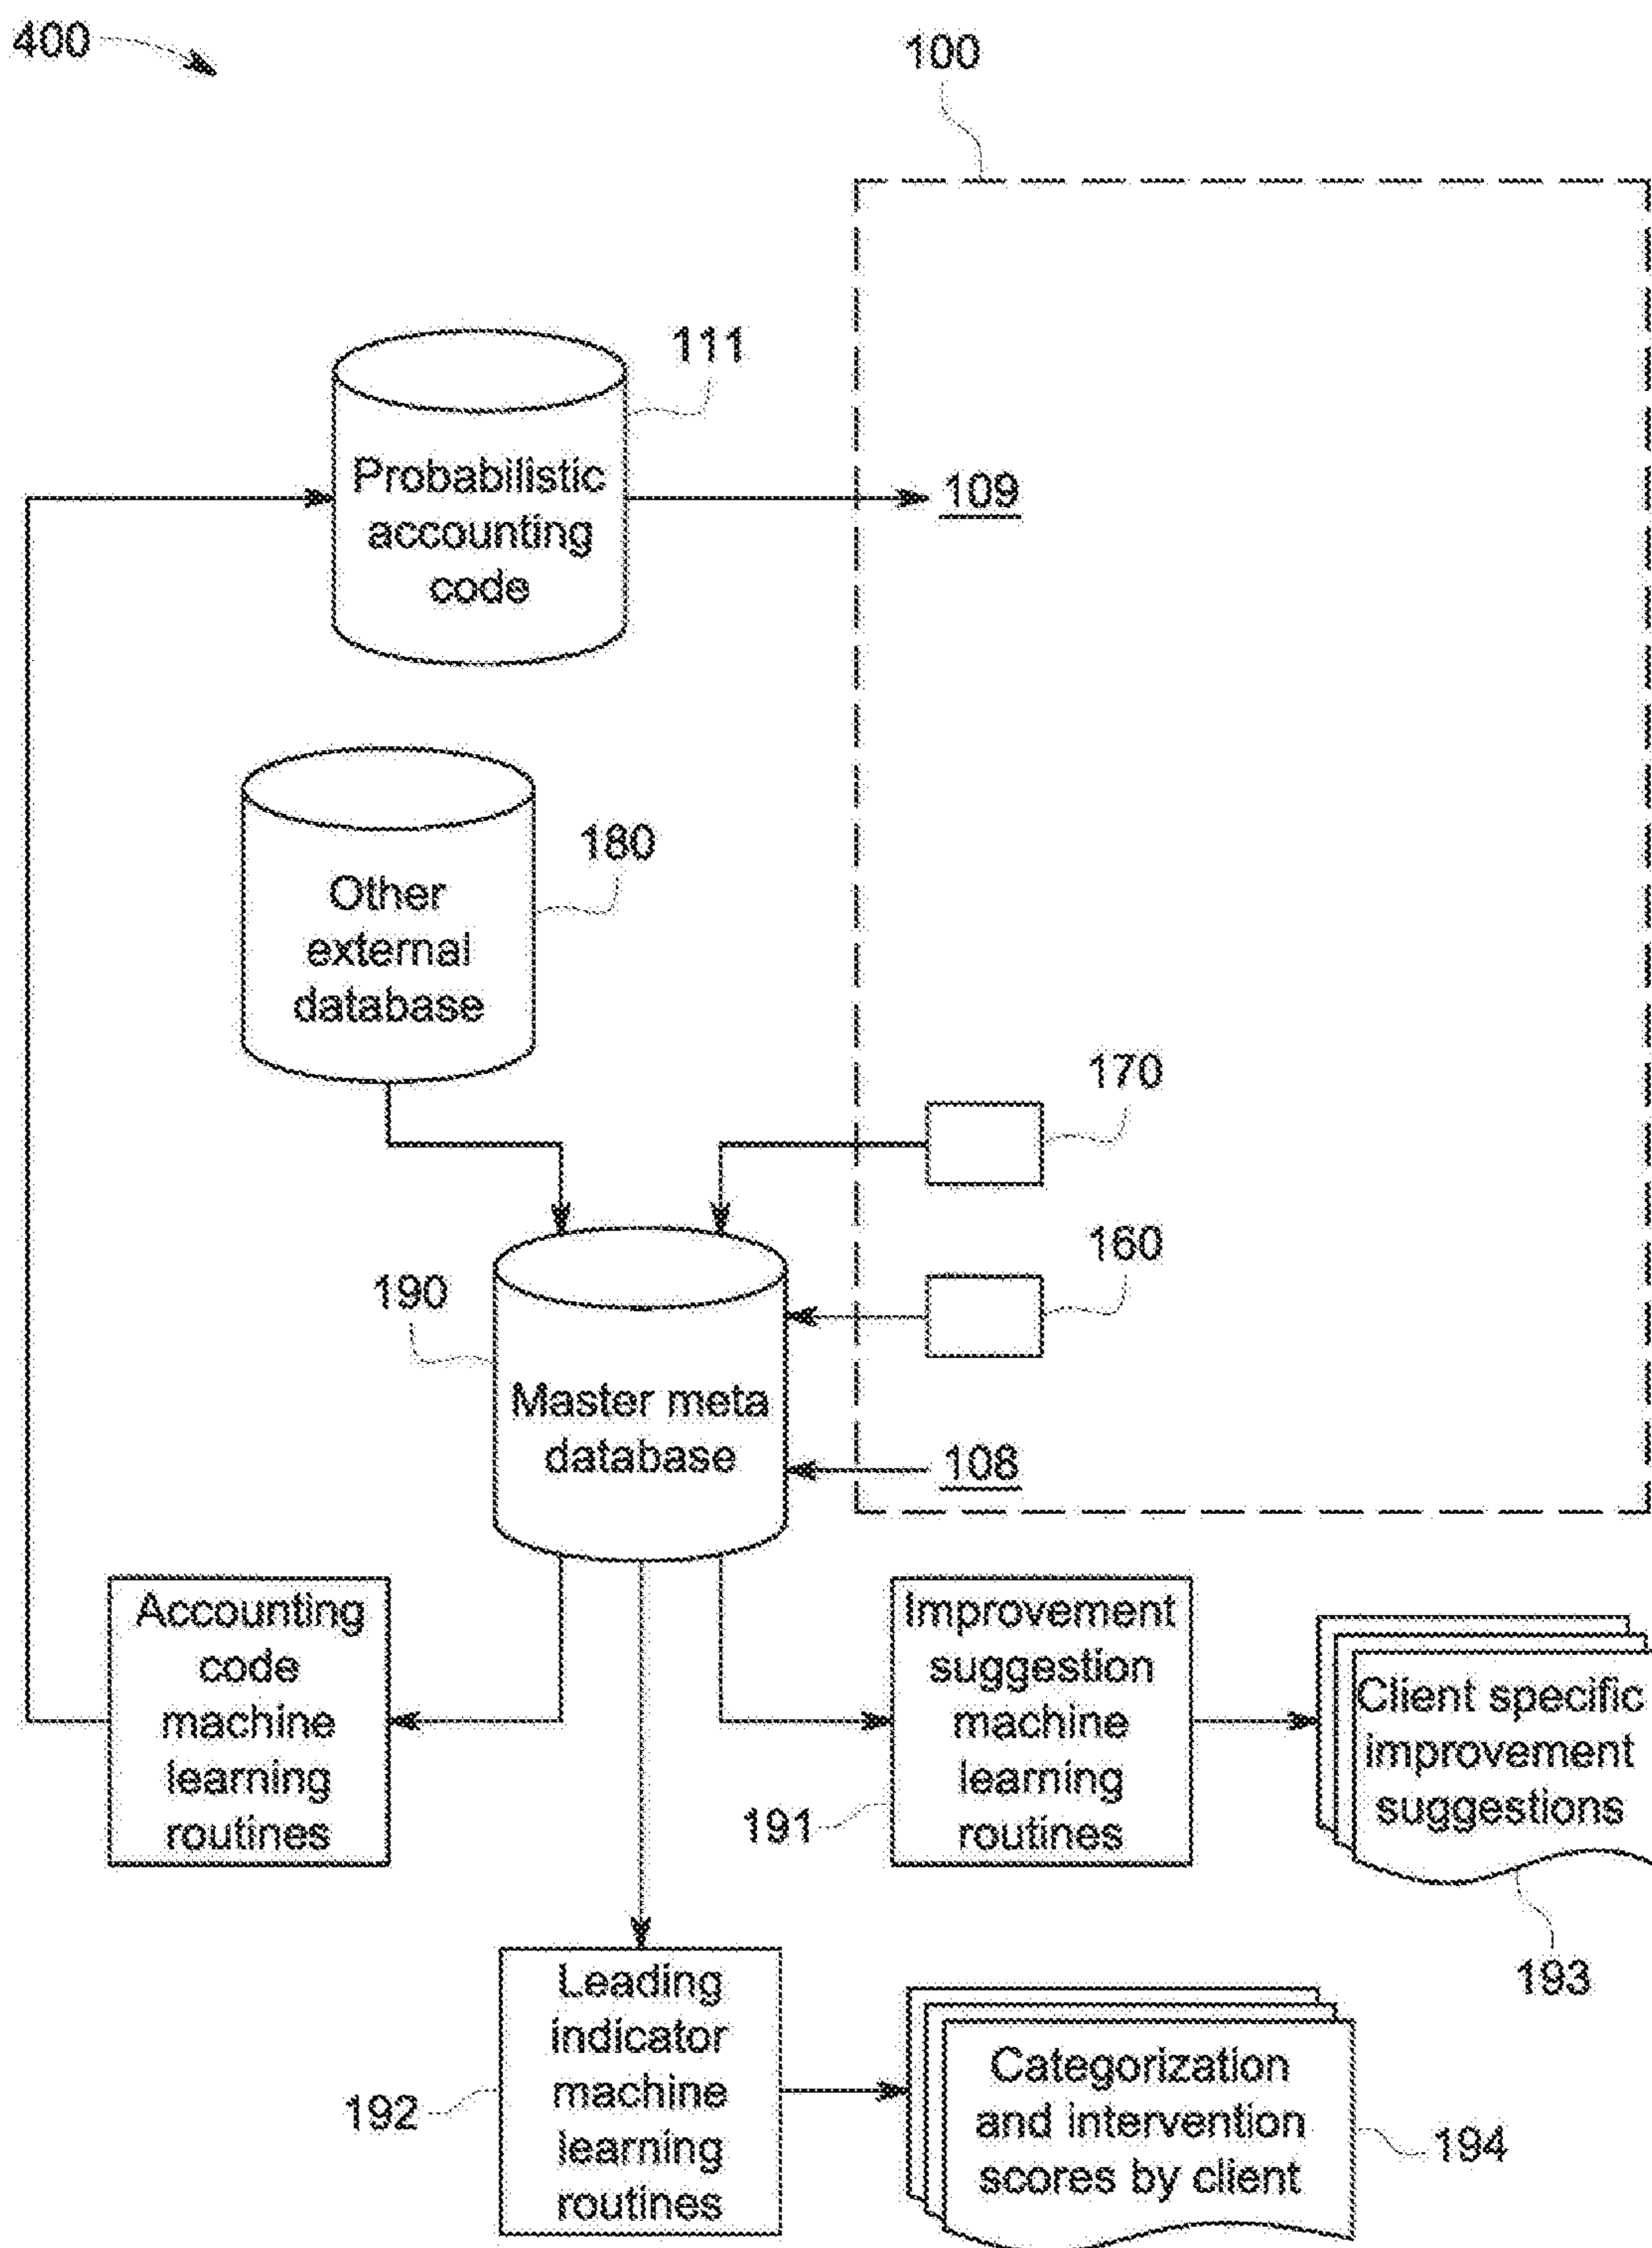 400
100
111
Probabilistic
accounting
code
109
180
Other
external
database
170
160
190
Master meta
database
108
Accounting
code
machine
learning
routines
Improvement
suggestion
machine
learning
routines
191
Client specific
improvement
suggestions
193
Leading
indicator
machine
learning
routines
192
Categorization
and intervention
scores by client
194